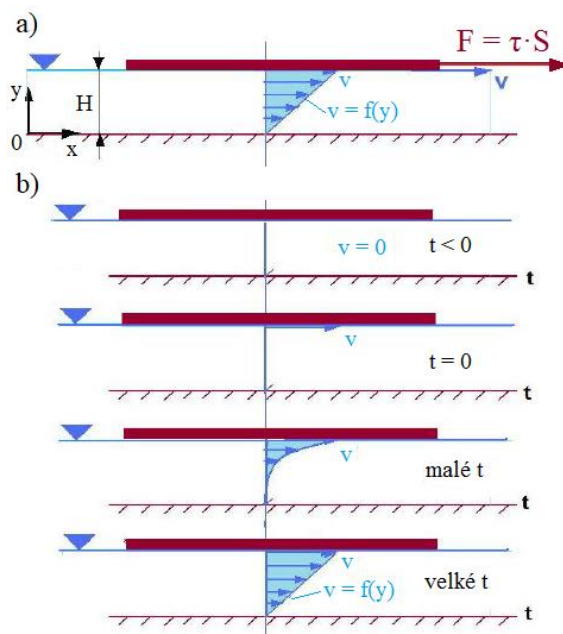 a)
F = τ·S
y
H
v
v
v = f(y)
0
x
b)
v = 0
t < 0
t
v
t = 0
t
v
malé t
t
v
velké t
v = f(y)
t